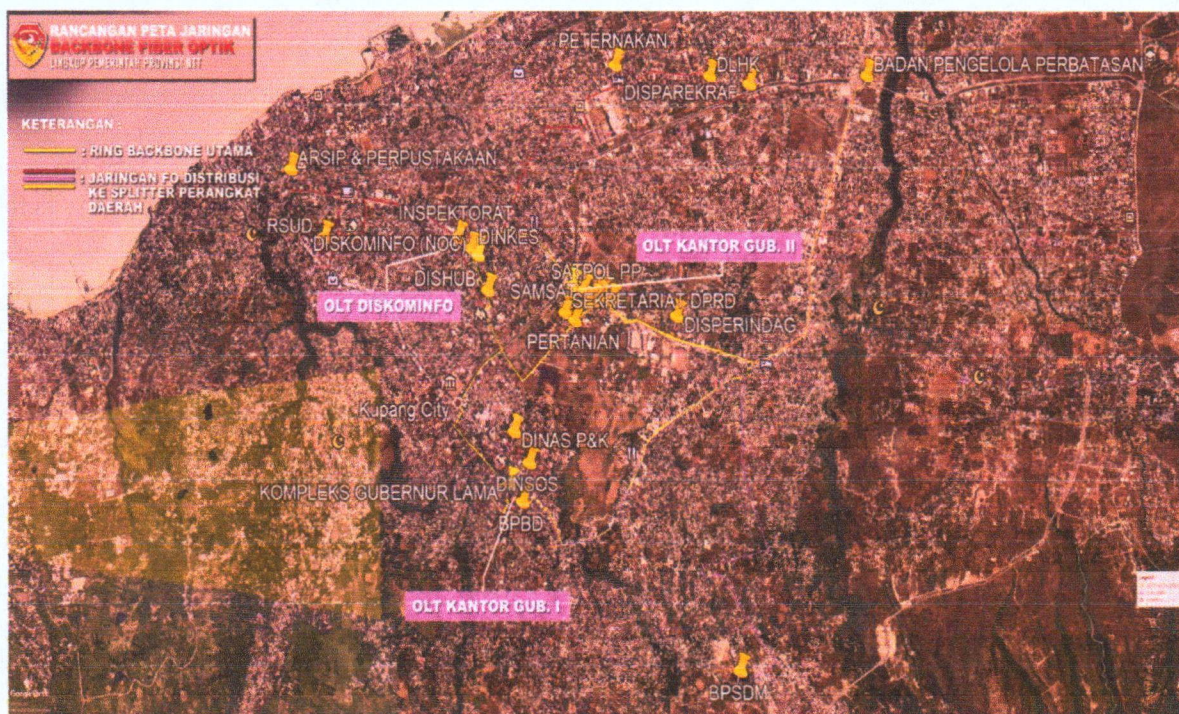 RANCANGAN PETA JARINGAN
BACKBONE FIBER OPTIK
LINGKUP PEMERINTAH PROVINSI NTT
KETERANGAN :
: RING BACKBONE UTAMA
: JARINGAN FO DISTRIBUSI
KE SPLITTER PERANGKAT
DAERAH
PETERNAKAN
DLHK
BADAN PENGELOLA PERBATASAN
DISPAREKRAF
ARSIP & PERPUSTAKAAN
RSUD
INSPEKTORAT
DISKOMINFO (NOC)
DINKES
OLT KANTOR GUB. II
DISHUB
SATPOL PP
SAMSAT
SEKRETARIAT DPRD
OLT DISKOMINFO
DISPERINDAG
PERTANIAN
Kupang City
DINAS P&K
DINSOS
KOMPLEKS GUBERNUR LAMA
BPBD
OLT KANTOR GUB. I
BPSDM